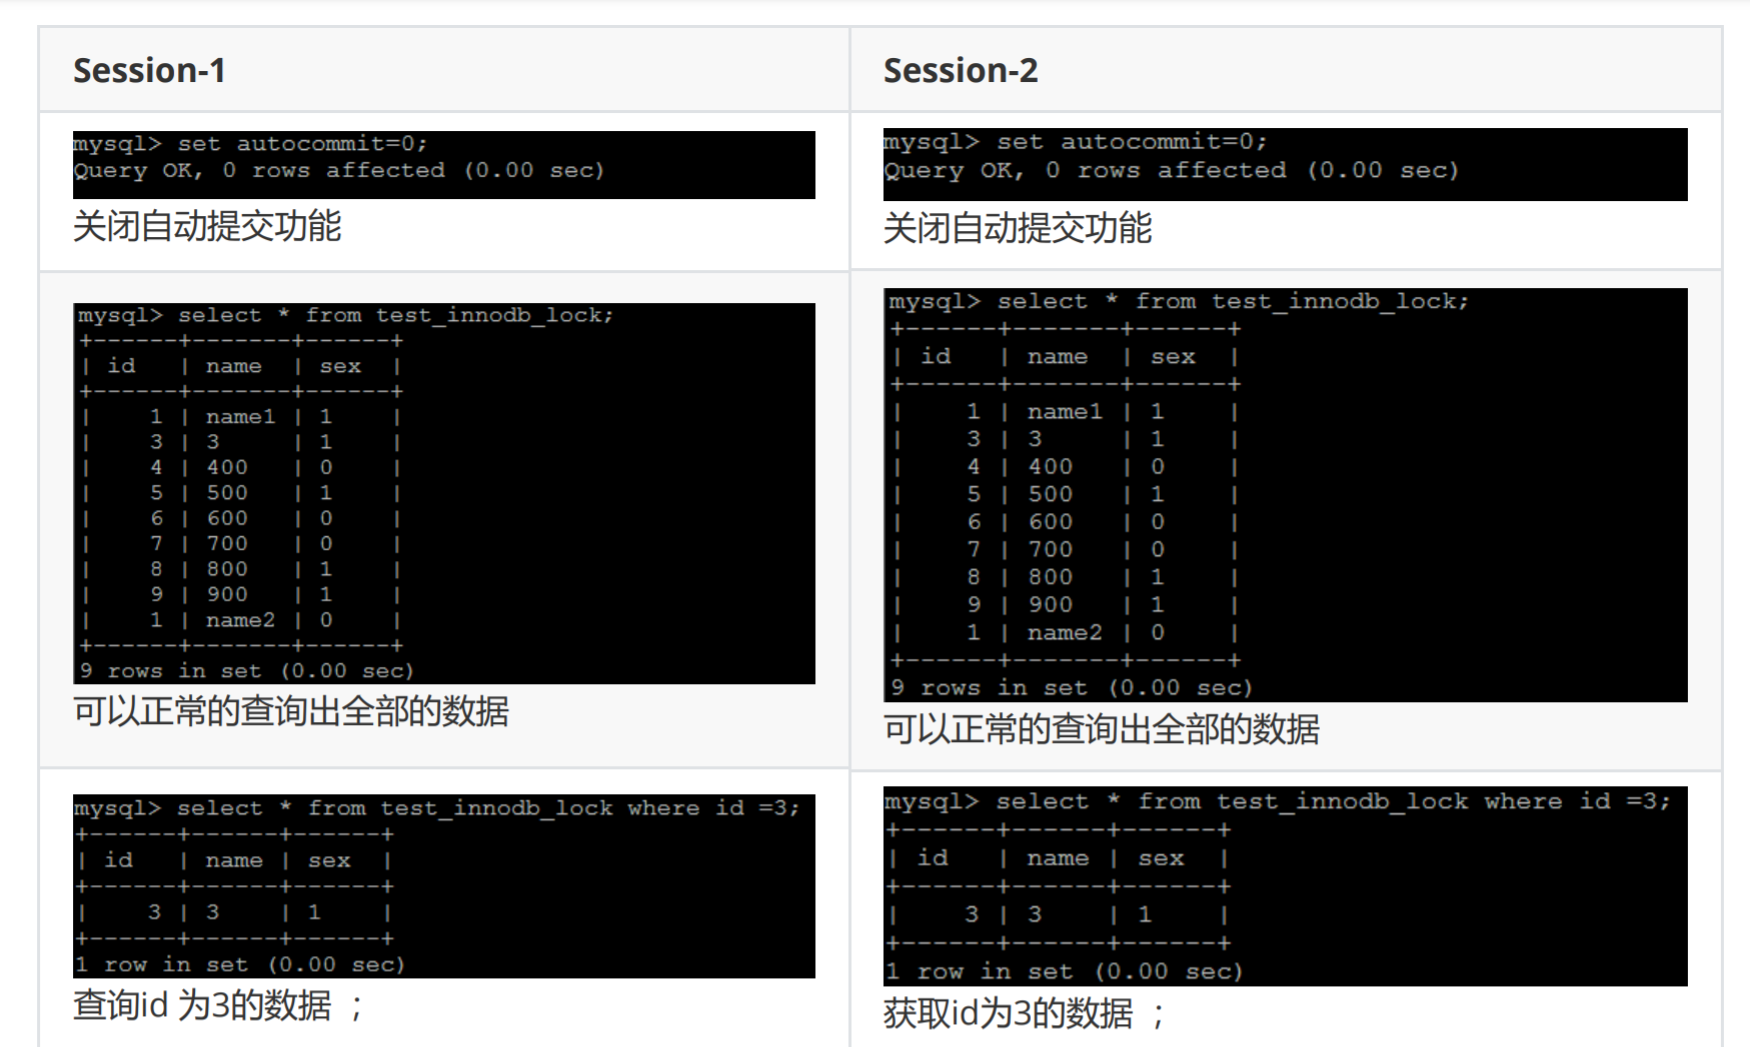 Session-1
Session-2
mysql> set autocommit=0;
Query OK, 0 rows affected (0.00 sec)
关闭自动提交功能
mysql> set autocommit=0;
Query OK, 0 rows affected (0.00 sec)
关闭自动提交功能
mysql> select * from test_innodb_lock;
+------+-------+------+
| id   | name  | sex  |
+------+-------+------+
|    1 | name1 | 1    |
|    3 | 3     | 1    |
|    4 | 400   | 0    |
|    5 | 500   | 1    |
|    6 | 600   | 0    |
|    7 | 700   | 0    |
|    8 | 800   | 1    |
|    9 | 900   | 1    |
|    1 | name2 | 0    |
+------+-------+------+
9 rows in set (0.00 sec)
可以正常的查询出全部的数据
mysql> select * from test_innodb_lock;
+------+-------+------+
| id   | name  | sex  |
+------+-------+------+
|    1 | name1 | 1    |
|    3 | 3     | 1    |
|    4 | 400   | 0    |
|    5 | 500   | 1    |
|    6 | 600   | 0    |
|    7 | 700   | 0    |
|    8 | 800   | 1    |
|    9 | 900   | 1    |
|    1 | name2 | 0    |
+------+-------+------+
9 rows in set (0.00 sec)
可以正常的查询出全部的数据
mysql> select * from test_innodb_lock where id =3;
+------+------+------+
| id   | name | sex  |
+------+------+------+
|    3 | 3    | 1    |
+------+------+------+
1 row in set (0.00 sec)
查询id 为3的数据 ；
mysql> select * from test_innodb_lock where id =3;
+------+------+------+
| id   | name | sex  |
+------+------+------+
|    3 | 3    | 1    |
+------+------+------+
1 row in set (0.00 sec)
获取id为3的数据 ；